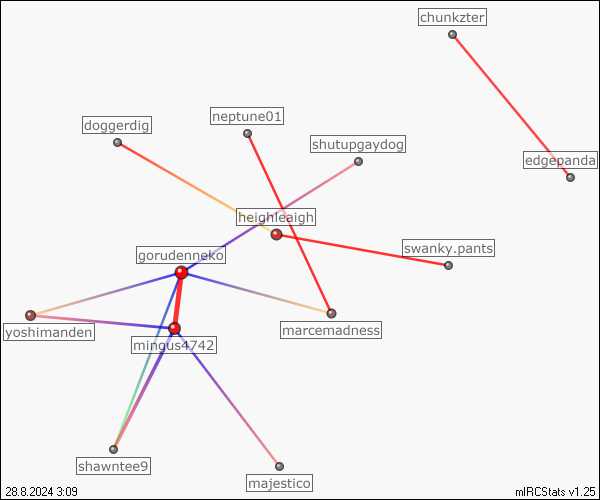 chunkzter
neptune01
doggerdig
shutupgaydog
edgepanda
heighleaigh
swanky.pants
gorudenneko
marcemadness
yoshimanden
mingus4742
shawntee9
majestico
28.8.2024 3:09
mIRCStats v1.25